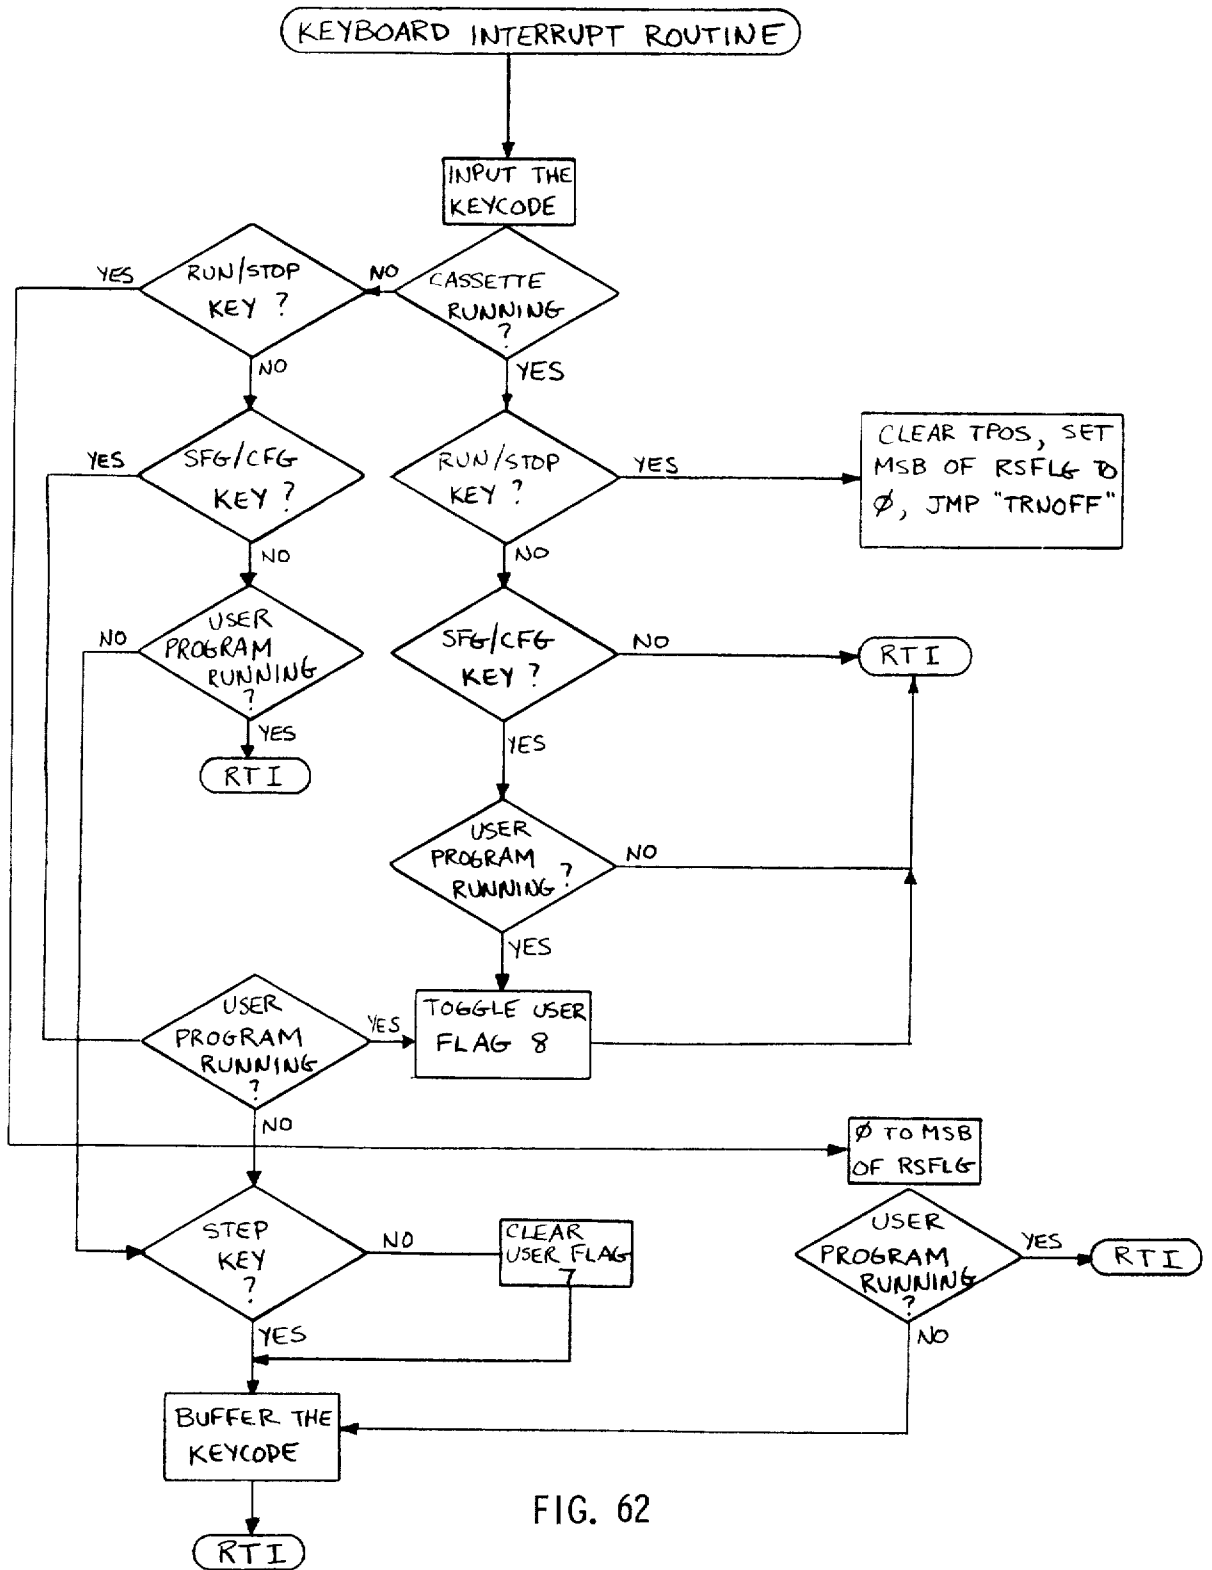 KEYBOARD INTERRUPT ROUTINE
INPUT THE
KEYCODE
YES
RUN/STOP
KEY ?
NO
CASSETTE
RUNNING
?
NO
YES
YES
SFG/CFG
KEY ?
RUN/STOP
KEY ?
YES
CLEAR TPOS, SET
MSB OF RSFLG TO
Ø, JMP "TRNOFF"
NO
NO
NO
USER
PROGRAM
RUNNING
?
SFG/CFG
KEY ?
NO
RTI
YES
RTI
YES
USER
PROGRAM
RUNNING ?
NO
YES
USER
PROGRAM
RUNNING
?
YES
TOGGLE USER
FLAG 8
NO
Ø TO MSB
OF RSFLG
STEP
KEY
?
NO
CLEAR
USER FLAG
7
USER
PROGRAM
RUNNING
?
YES
RTI
YES
NO
BUFFER THE
KEYCODE
FIG. 62
RTI